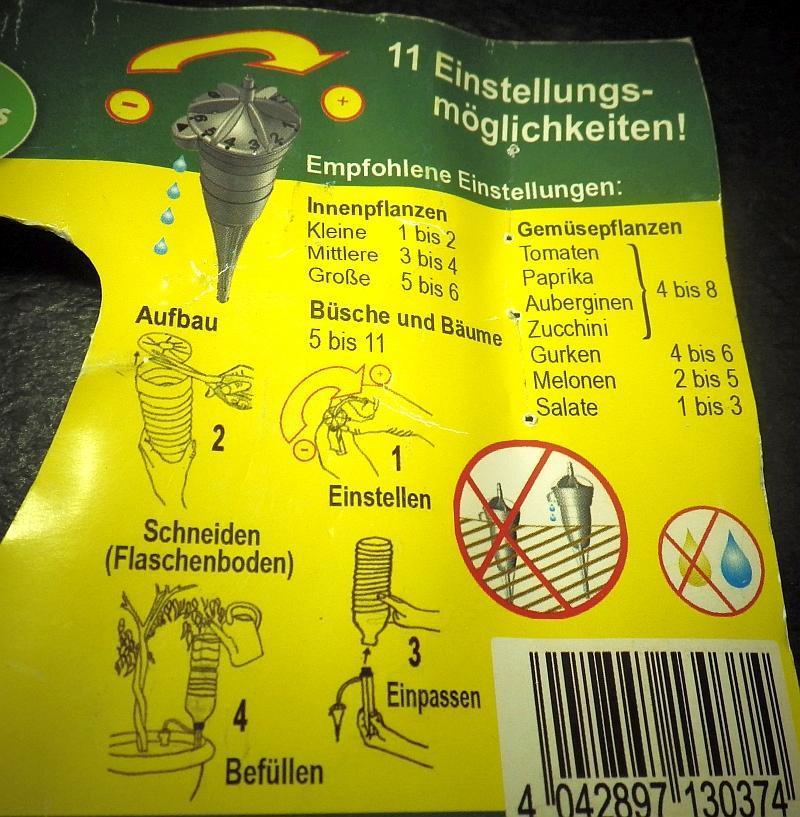 11 Einstellungs-
möglichkeiten!
Empfohlene Einstellungen:
Innenpflanzen
Kleine 1 bis 2
Mittlere 3 bis 4
Große 5 bis 6
Büsche und Bäume
5 bis 11
Gemüsepflanzen
Tomaten
Paprika
Auberginen
Zucchini
4 bis 8
Gurken 4 bis 6
Melonen 2 bis 5
Salate 1 bis 3
Aufbau
1
Einstellen
2
Schneiden
(Flaschenboden)
3
Einpassen
4
Befüllen
4 042897 130374